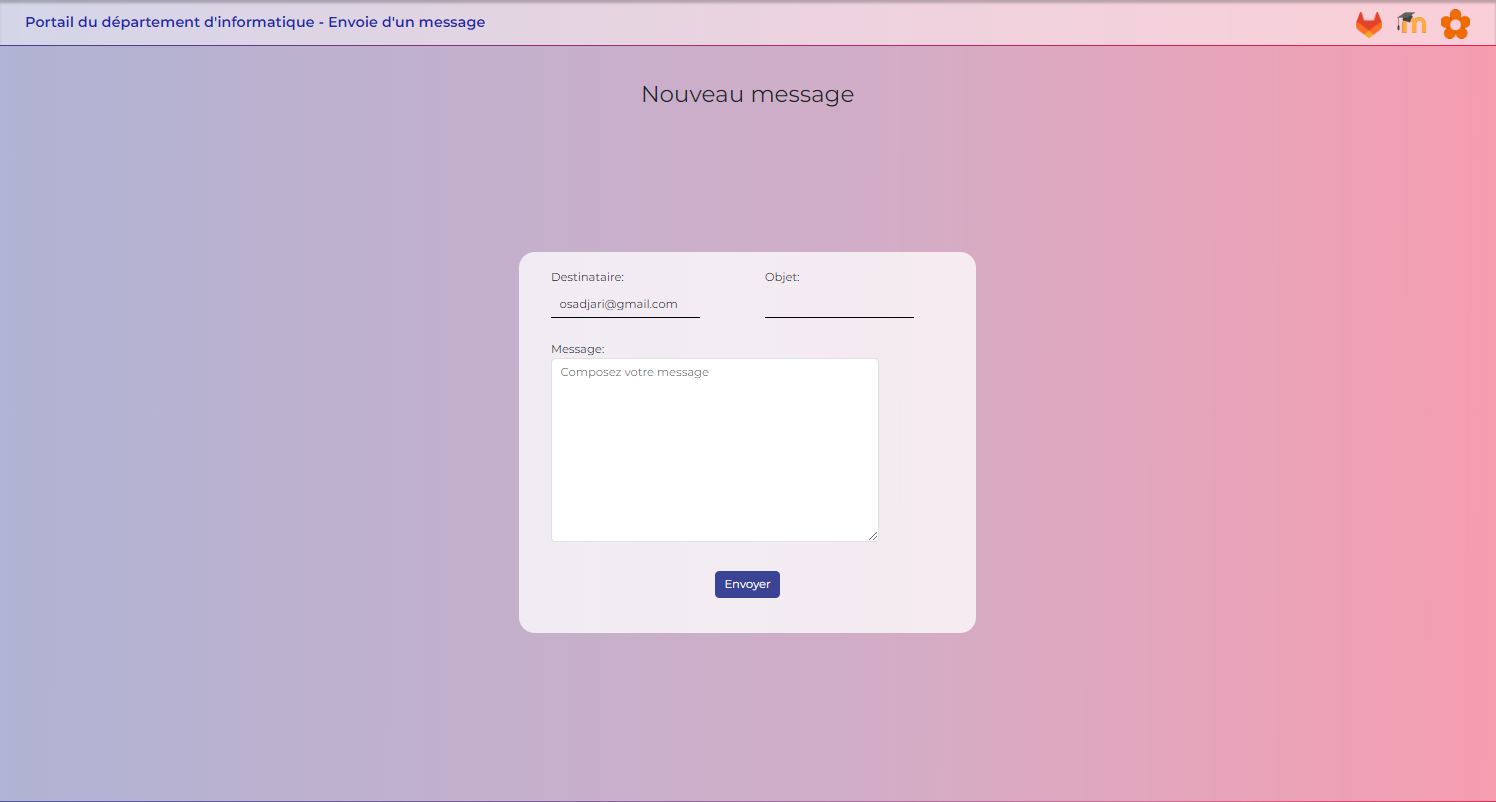 Portail du département d'informatique - Envoie d'un message
m
Nouveau message
Destinataire: Objet:
osadjari@gmail.com
Message:
Composez votre message
Envoyer